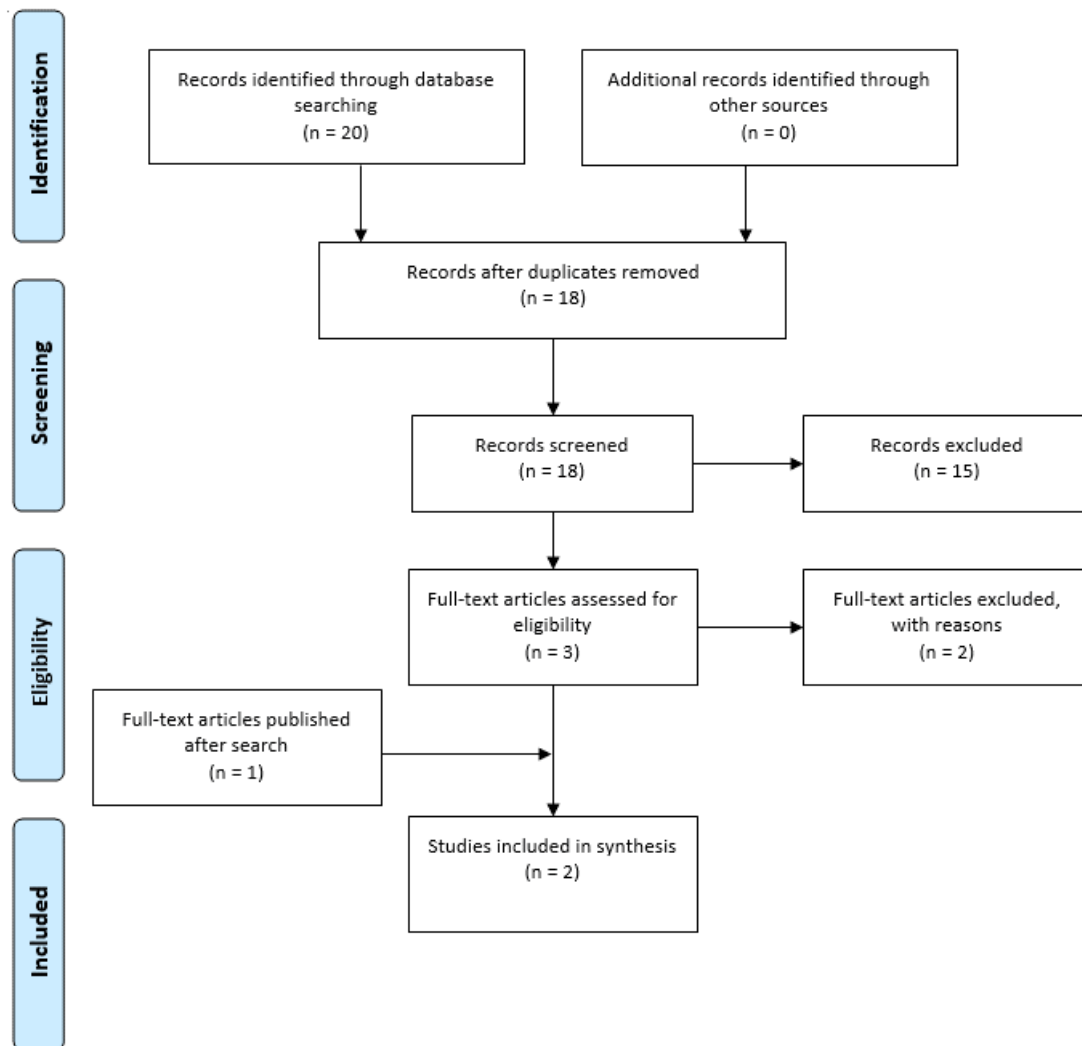 Identification
Records identified through database
searching
(n = 20)
Additional records identified through
other sources
(n = 0)
Records after duplicates removed
(n = 18)
Screening
Records screened
(n = 18)
Records excluded
(n = 15)
Eligibility
Full-text articles assessed for
eligibility
(n = 3)
Full-text articles excluded,
with reasons
(n = 2)
Full-text articles published
after search
(n = 1)
Included
Studies included in synthesis
(n = 2)